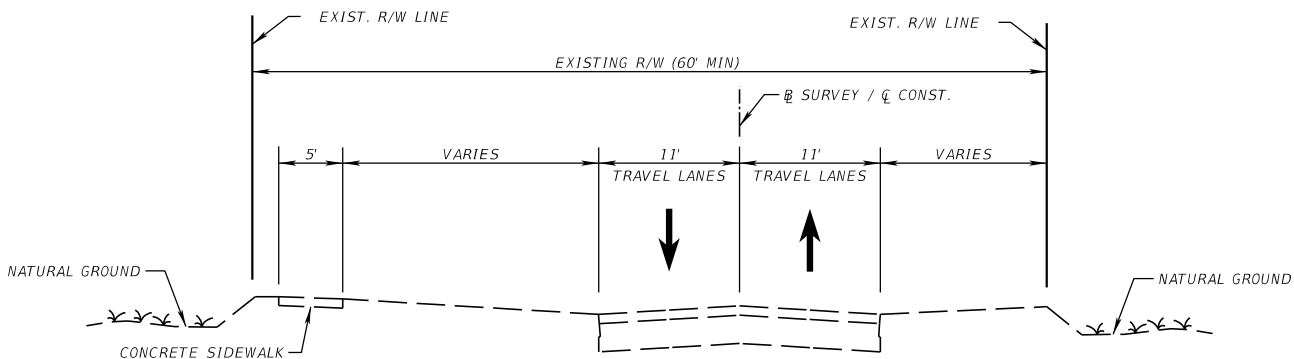 EXIST. R/W LINE
EXIST. R/W LINE
EXISTING R/W (60' MIN)
℄ SURVEY / ℄ CONST.
5'
VARIES
11'
11'
VARIES
TRAVEL LANES
TRAVEL LANES
NATURAL GROUND
NATURAL GROUND
CONCRETE SIDEWALK